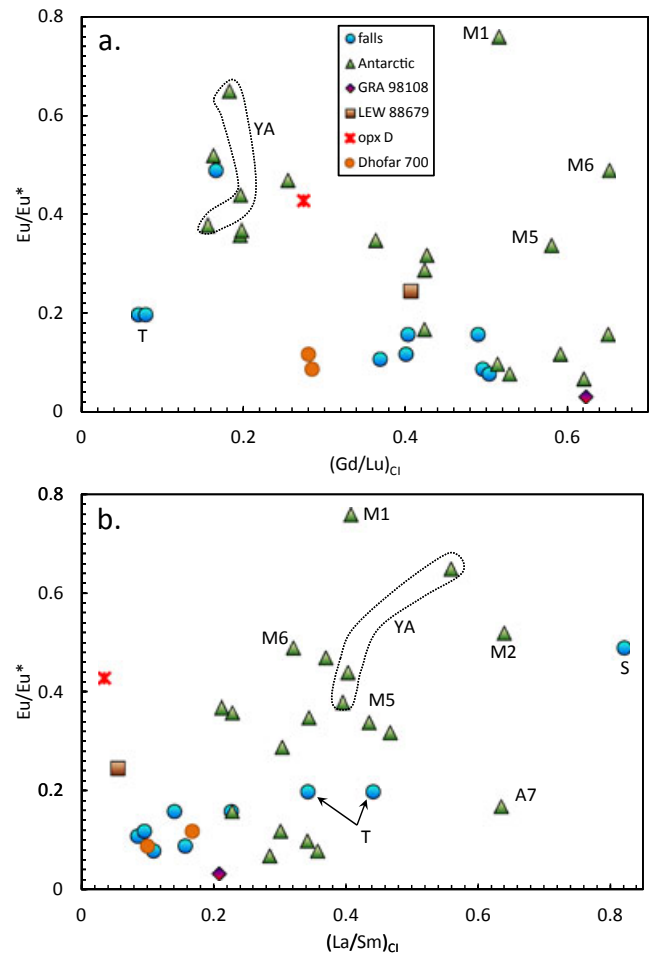 a.
falls
Antarctic
GRA 98108
LEW 88679
opx D
Dhofar 700
M1
YA
M6
M5
T
0.8
0.6
0.4
0.2
0
Eu/Eu*
0 0.2 0.4 0.6
(Gd/Lu)CI
b.
M1
YA
M6
M2
S
M5
A7
T
0.8
0.6
0.4
0.2
0
Eu/Eu*
0 0.2 0.4 0.6 0.8
(La/Sm)CI